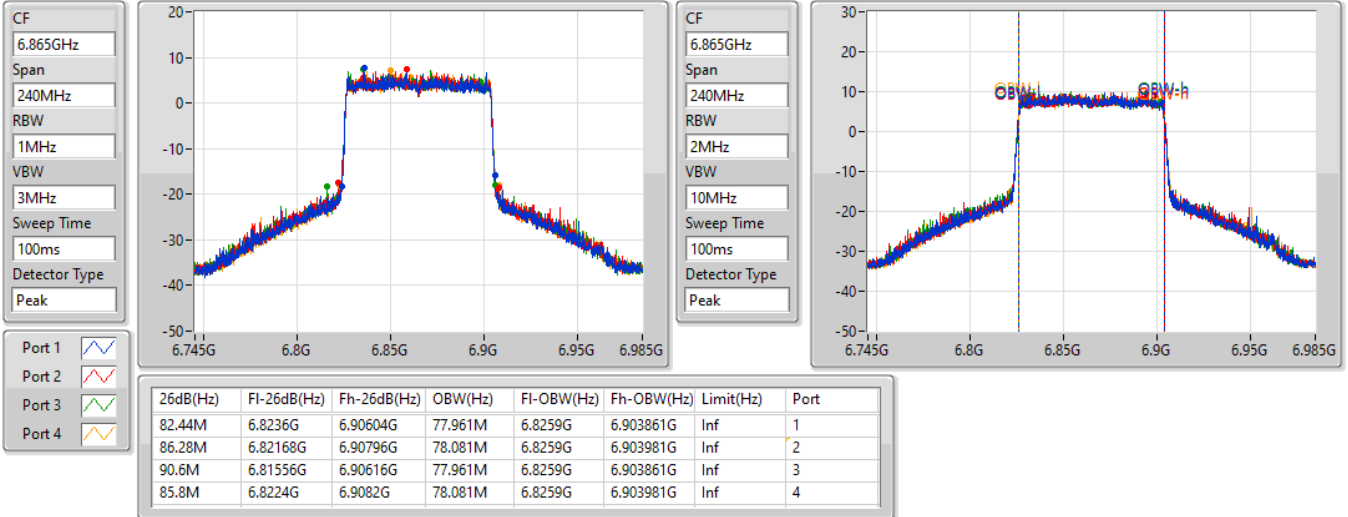 CF
6.865GHz
Span
240MHz
RBW
1MHz
VBW
3MHz
Sweep Time
100ms
Detector Type
Peak
20
10
0
-10
-20
-30
-40
-50
6.745G 6.8G 6.85G 6.9G 6.95G 6.985G
CF
6.865GHz
Span
240MHz
RBW
2MHz
VBW
10MHz
Sweep Time
100ms
Detector Type
Peak
30
20
10
0
-10
-20
-30
-40
-50
OBW-l OBW-h
6.745G 6.8G 6.85G 6.9G 6.95G 6.985G
Port 1
Port 2
Port 3
Port 4
26dB(Hz) Fl-26dB(Hz) Fh-26dB(Hz) OBW(Hz) Fl-OBW(Hz) Fh-OBW(Hz) Limit(Hz) Port
82.44M 6.8236G 6.90604G 77.961M 6.8259G 6.903861G Inf 1
86.28M 6.82168G 6.90796G 78.081M 6.8259G 6.903981G Inf 2
90.6M 6.81556G 6.90616G 77.961M 6.8259G 6.903861G Inf 3
85.8M 6.8224G 6.9082G 78.081M 6.8259G 6.903981G Inf 4